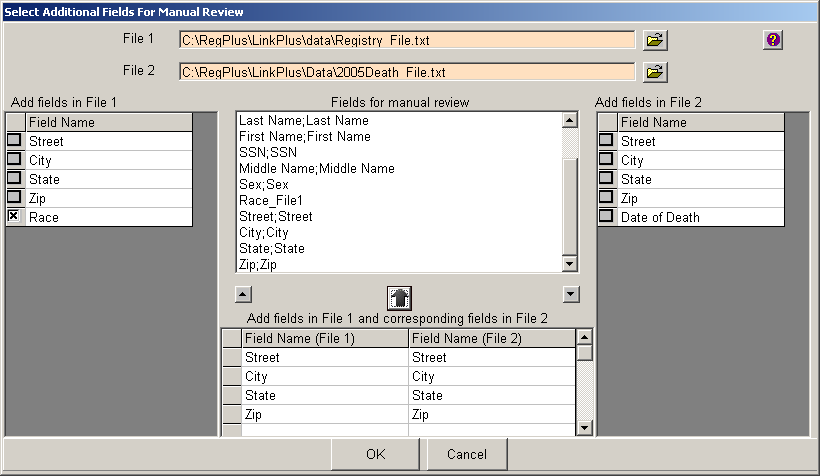 Select Additional Fields For Manual Review
File 1 C:\RegPlus\LinkPlus\data\Registry_File.txt
File 2 C:\RegPlus\LinkPlus\Data\2005Death_File.txt
Add fields in File 1
Field Name
Street
City
State
Zip
Race
Fields for manual review
Last Name;Last Name
First Name;First Name
SSN;SSN
Middle Name;Middle Name
Sex;Sex
Race_File1
Street;Street
City;City
State;State
Zip;Zip
Add fields in File 2
Field Name
Street
City
State
Zip
Date of Death
Add fields in File 1 and corresponding fields in File 2
Field Name (File 1) Field Name (File 2)
Street Street
City City
State State
Zip Zip
OK Cancel